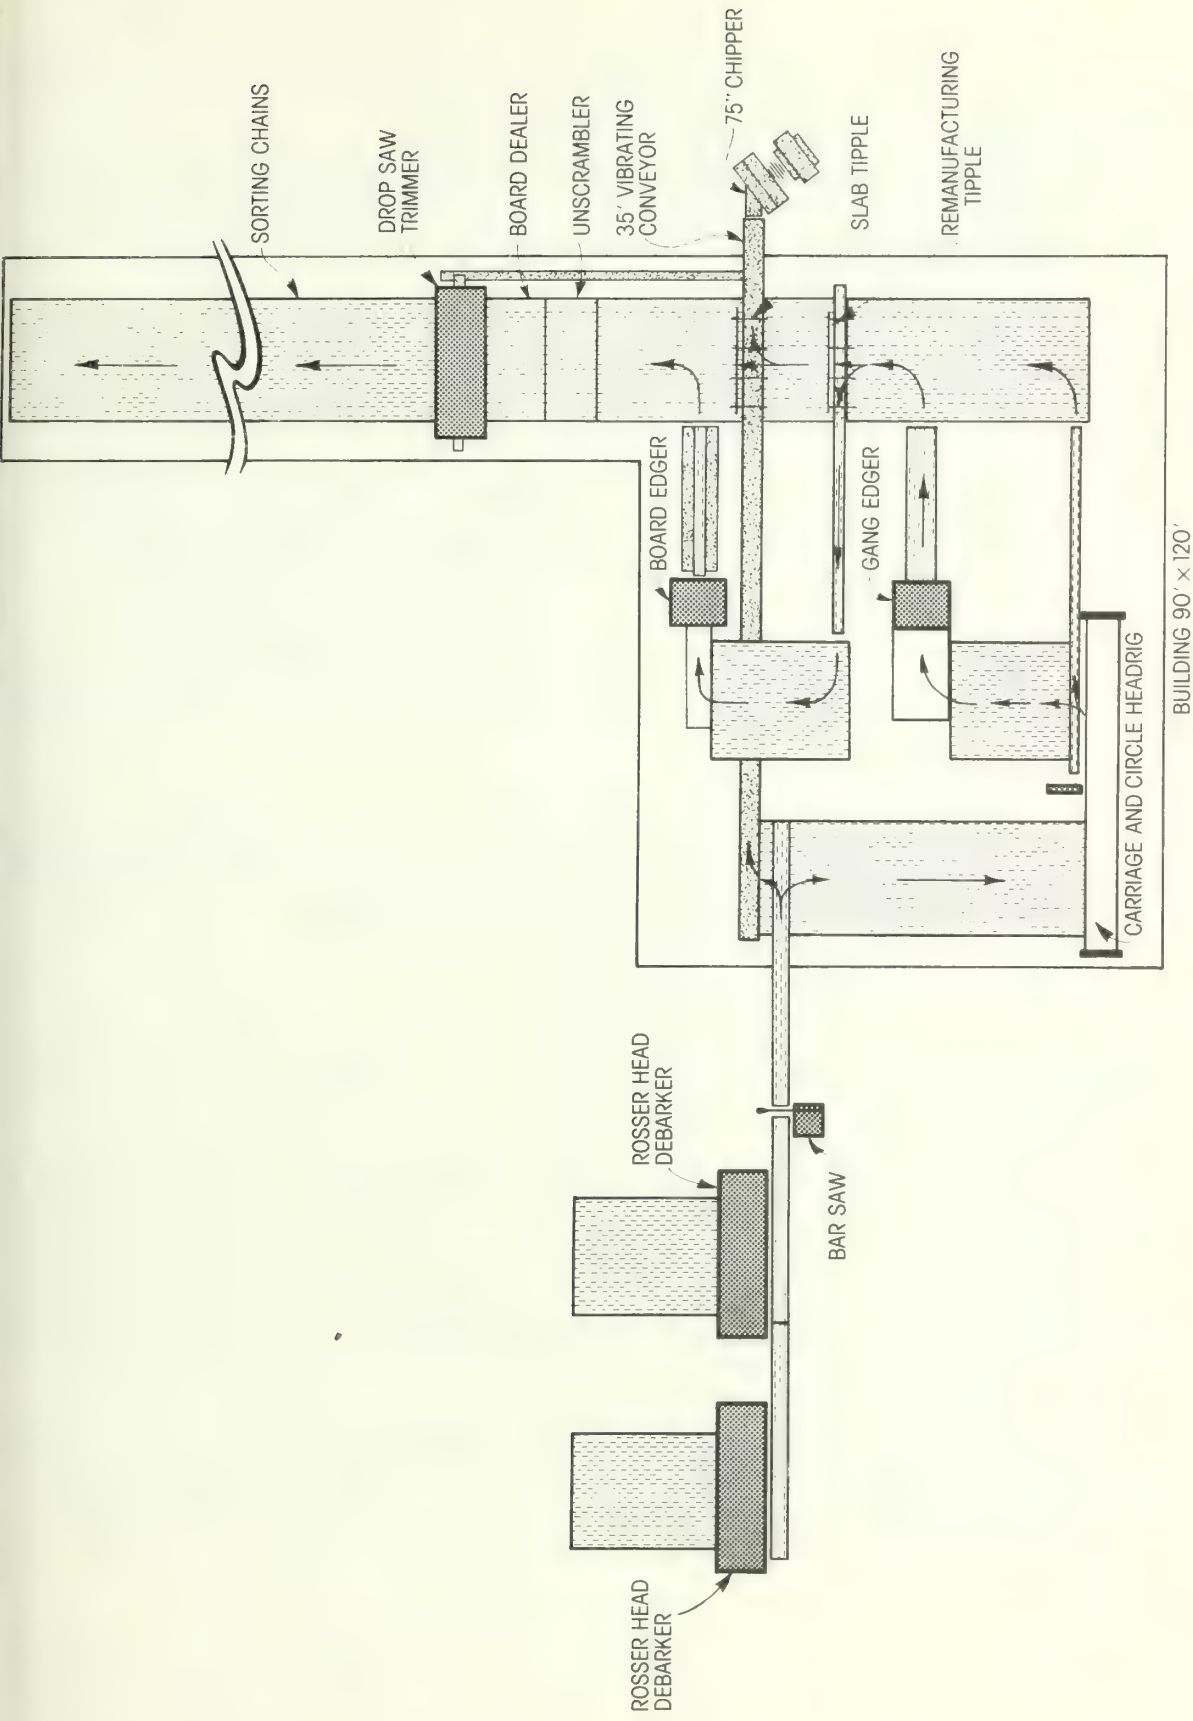 ROSSER HEAD
DEBARKER
ROSSER HEAD
DEBARKER
BAR SAW
CARRIAGE AND CIRCLE HEADRIG
BUILDING 90' × 120'
BOARD EDGER
GANG EDGER
SORTING CHAINS
DROP SAW
TRIMMER
BOARD DEALER
UNSCRAMBLER
35' VIBRATING
CONVEYOR
75" CHIPPER
SLAB TIPPLE
REMANUFACTURING
TIPPLE